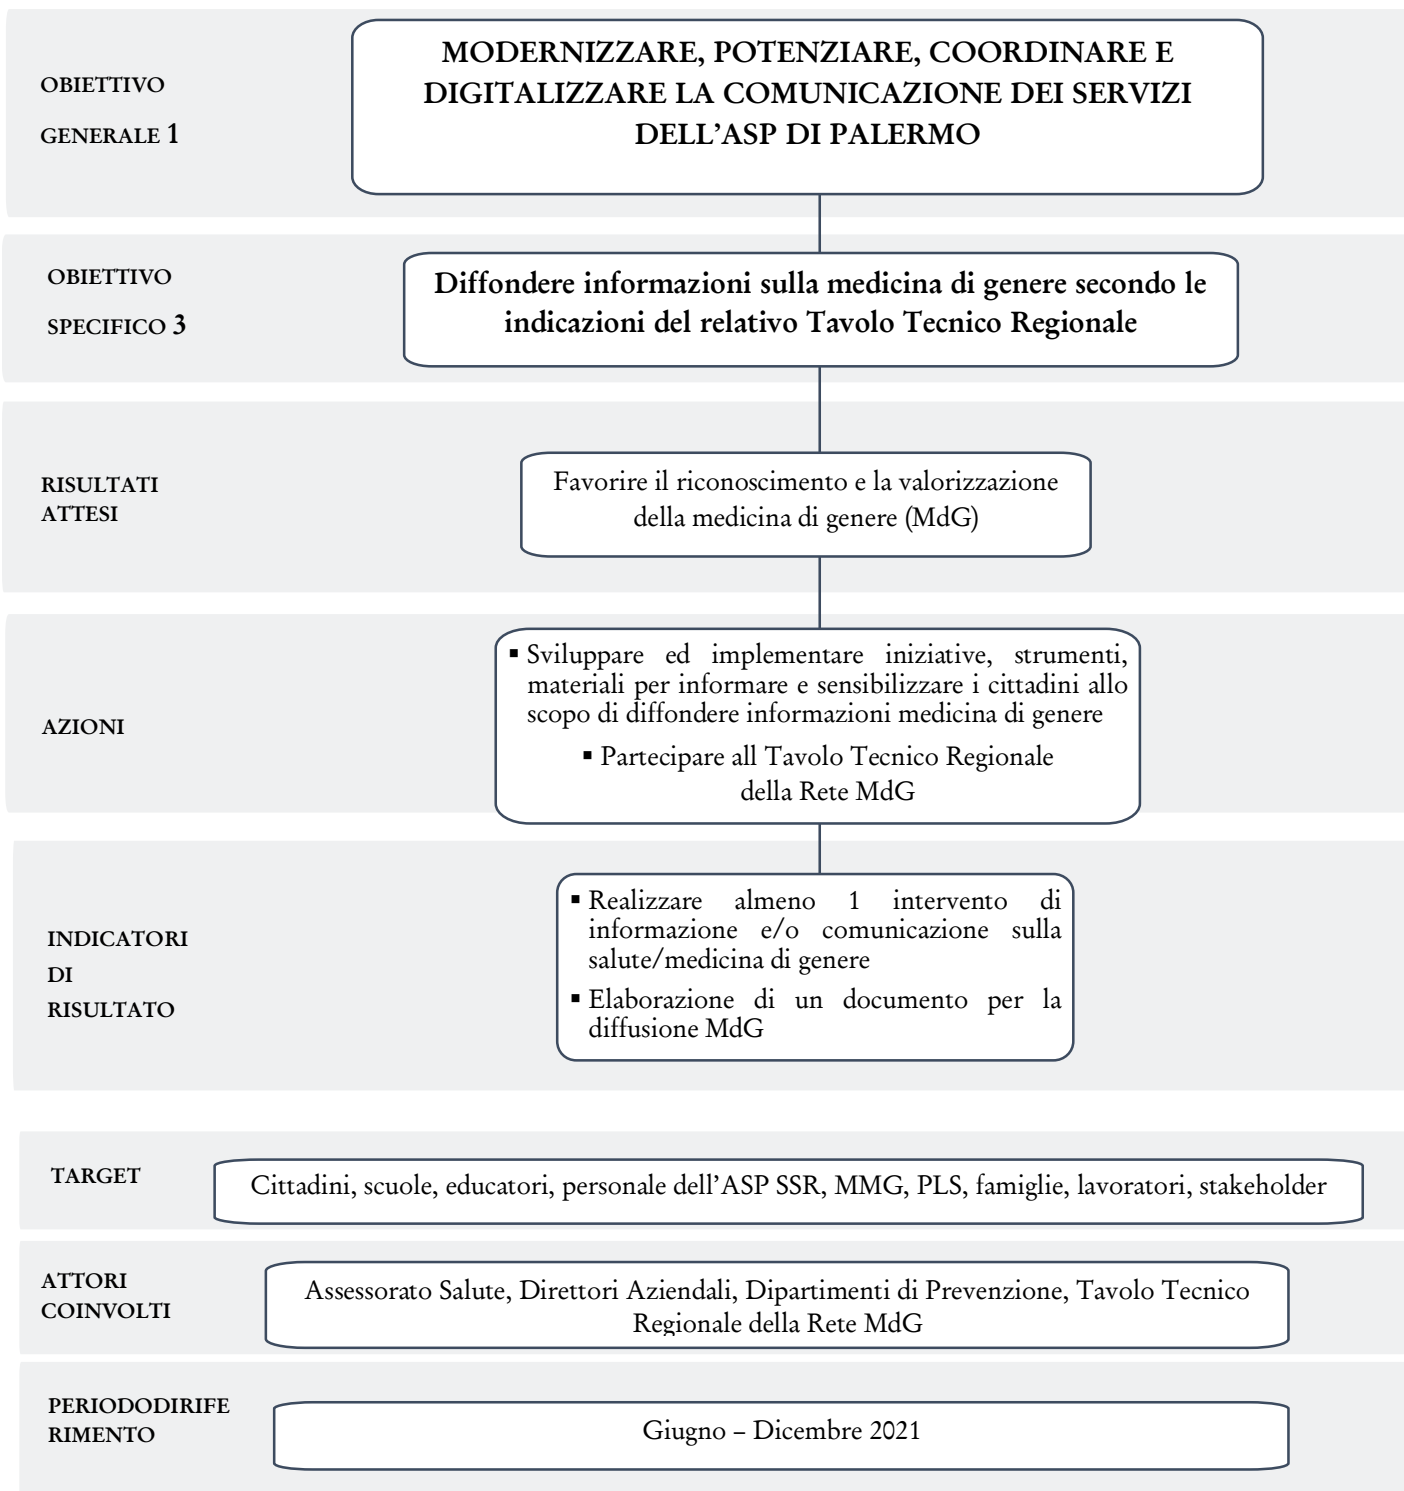 OBIETTIVO
GENERALE 1
MODERNIZZARE, POTENZIARE, COORDINARE E
DIGITALIZZARE LA COMUNICAZIONE DEI SERVIZI
DELL’ASP DI PALERMO
OBIETTIVO
SPECIFICO 3
Diffondere informazioni sulla medicina di genere secondo le
indicazioni del relativo Tavolo Tecnico Regionale
RISULTATI
ATTESI
Favorire il riconoscimento e la valorizzazione
della medicina di genere (MdG)
AZIONI
▪ Sviluppare ed implementare iniziative, strumenti,
materiali per informare e sensibilizzare i cittadini allo
scopo di diffondere informazioni medicina di genere
▪ Partecipare all Tavolo Tecnico Regionale
della Rete MdG
INDICATORI
DI
RISULTATO
▪ Realizzare almeno 1 intervento di
informazione e/o comunicazione sulla
salute/medicina di genere
▪ Elaborazione di un documento per la
diffusione MdG
TARGET
Cittadini, scuole, educatori, personale dell’ASP SSR, MMG, PLS, famiglie, lavoratori, stakeholder
ATTORI
COINVOLTI
Assessorato Salute, Direttori Aziendali, Dipartimenti di Prevenzione, Tavolo Tecnico
Regionale della Rete MdG
PERIODODIRIFE
RIMENTO
Giugno – Dicembre 2021